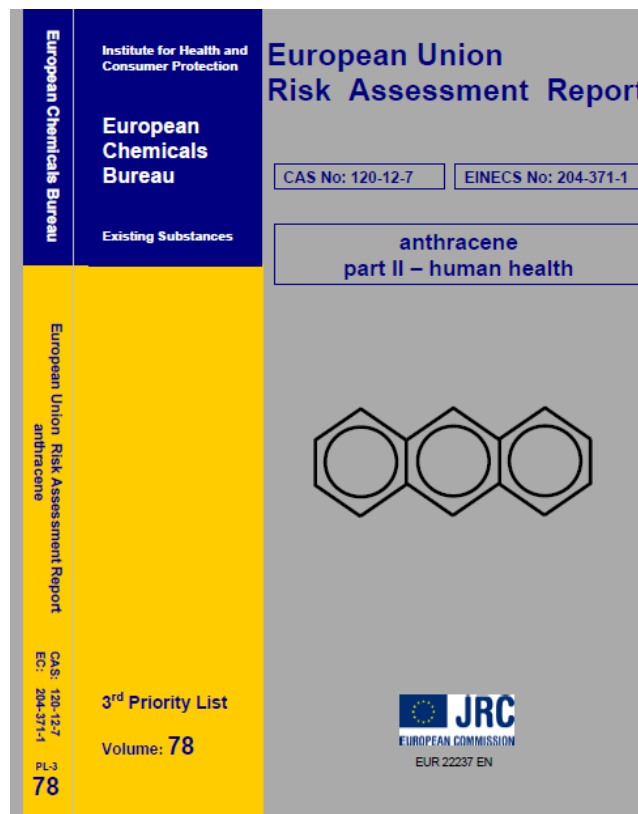 European Chemicals Bureau
European Union Risk Assessment Report
anthracene
CAS: 120-12-7
EC: 204-371-1
PL-3
78
Institute for Health and
Consumer Protection
European
Chemicals
Bureau
Existing Substances
3rd Priority List
Volume: 78
European Union
Risk Assessment Report
CAS No: 120-12-7
EINECS No: 204-371-1
anthracene
part II – human health
JRC
EUROPEAN COMMISSION
EUR 22237 EN